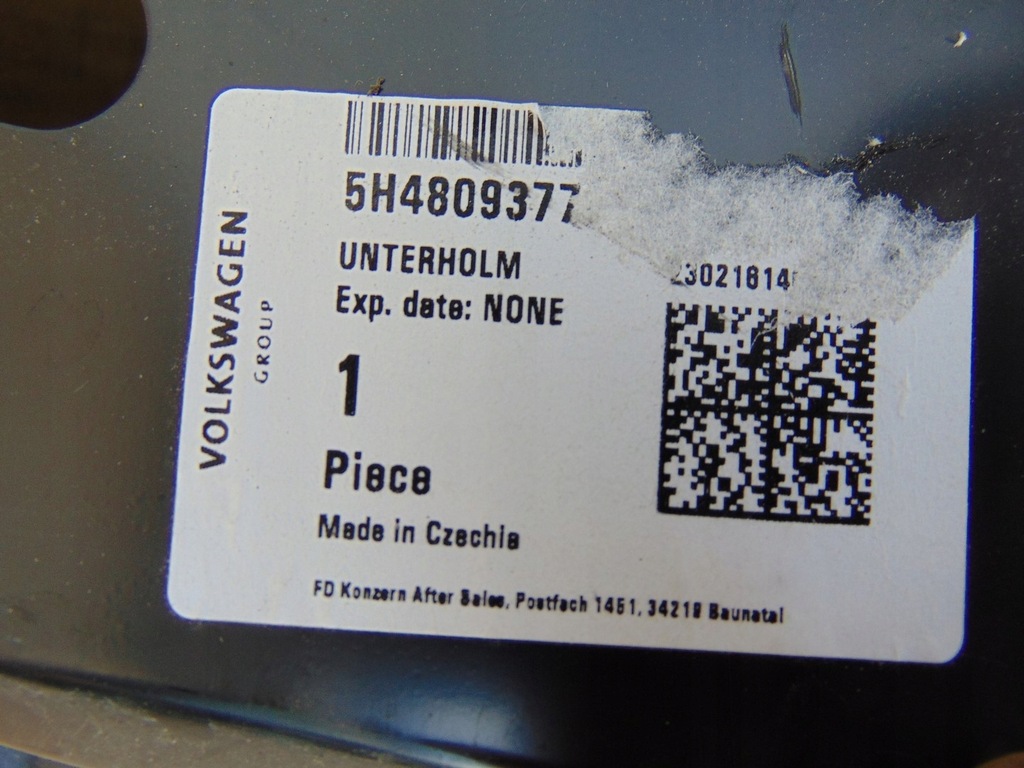 VOLKSWAGEN
GROUP
5H4809377
UNTERHOLM
Exp. date: NONE
1
Piece
Made in Czechia
FD Konzern After Sales, Postfach 1451, 34219 Baunatal